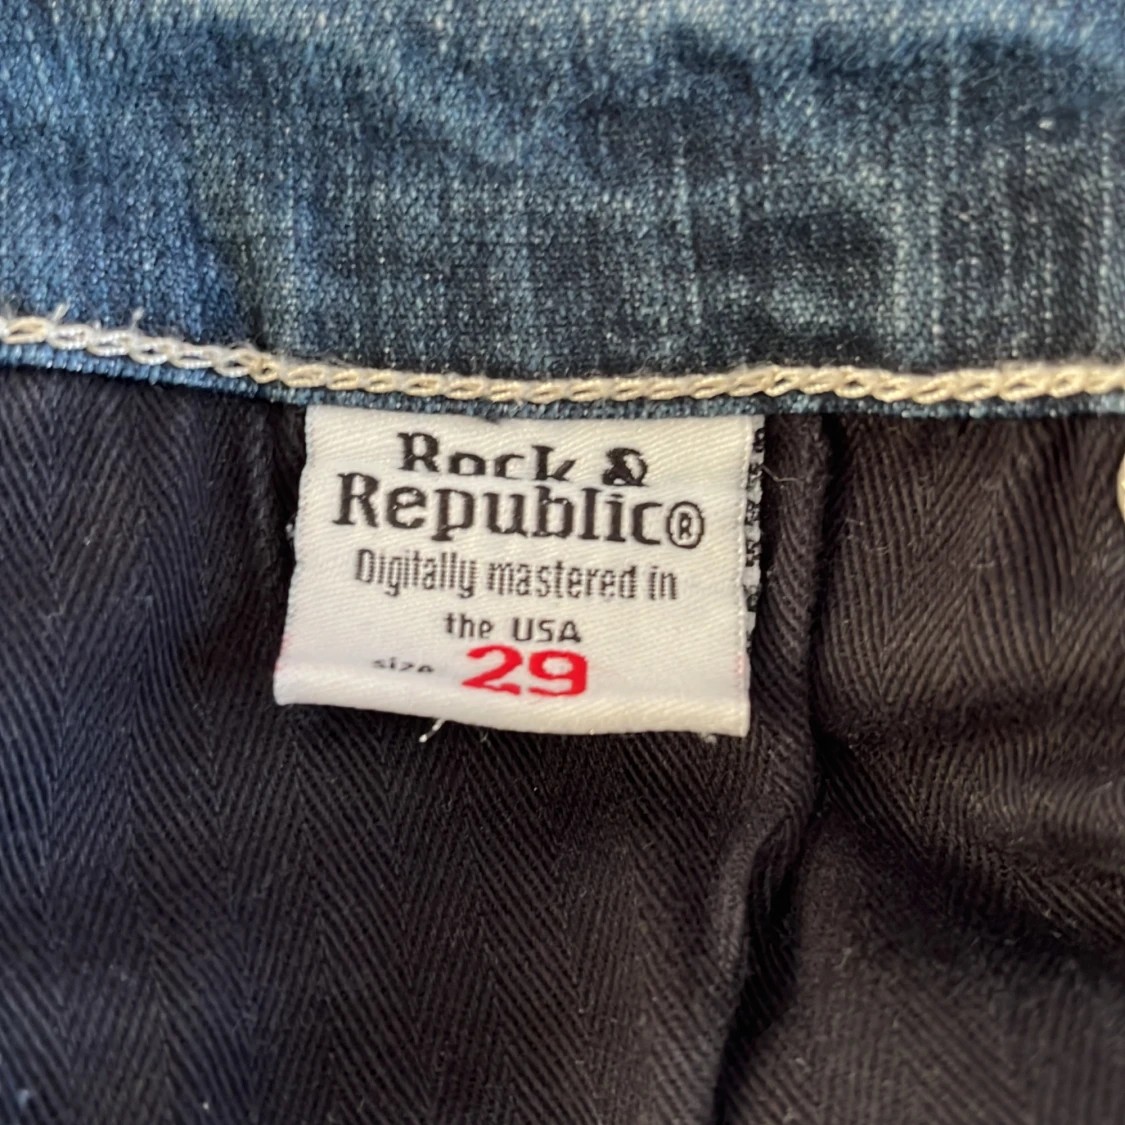 Rock &
Republic®
Digitally mastered in
the USA
size 29